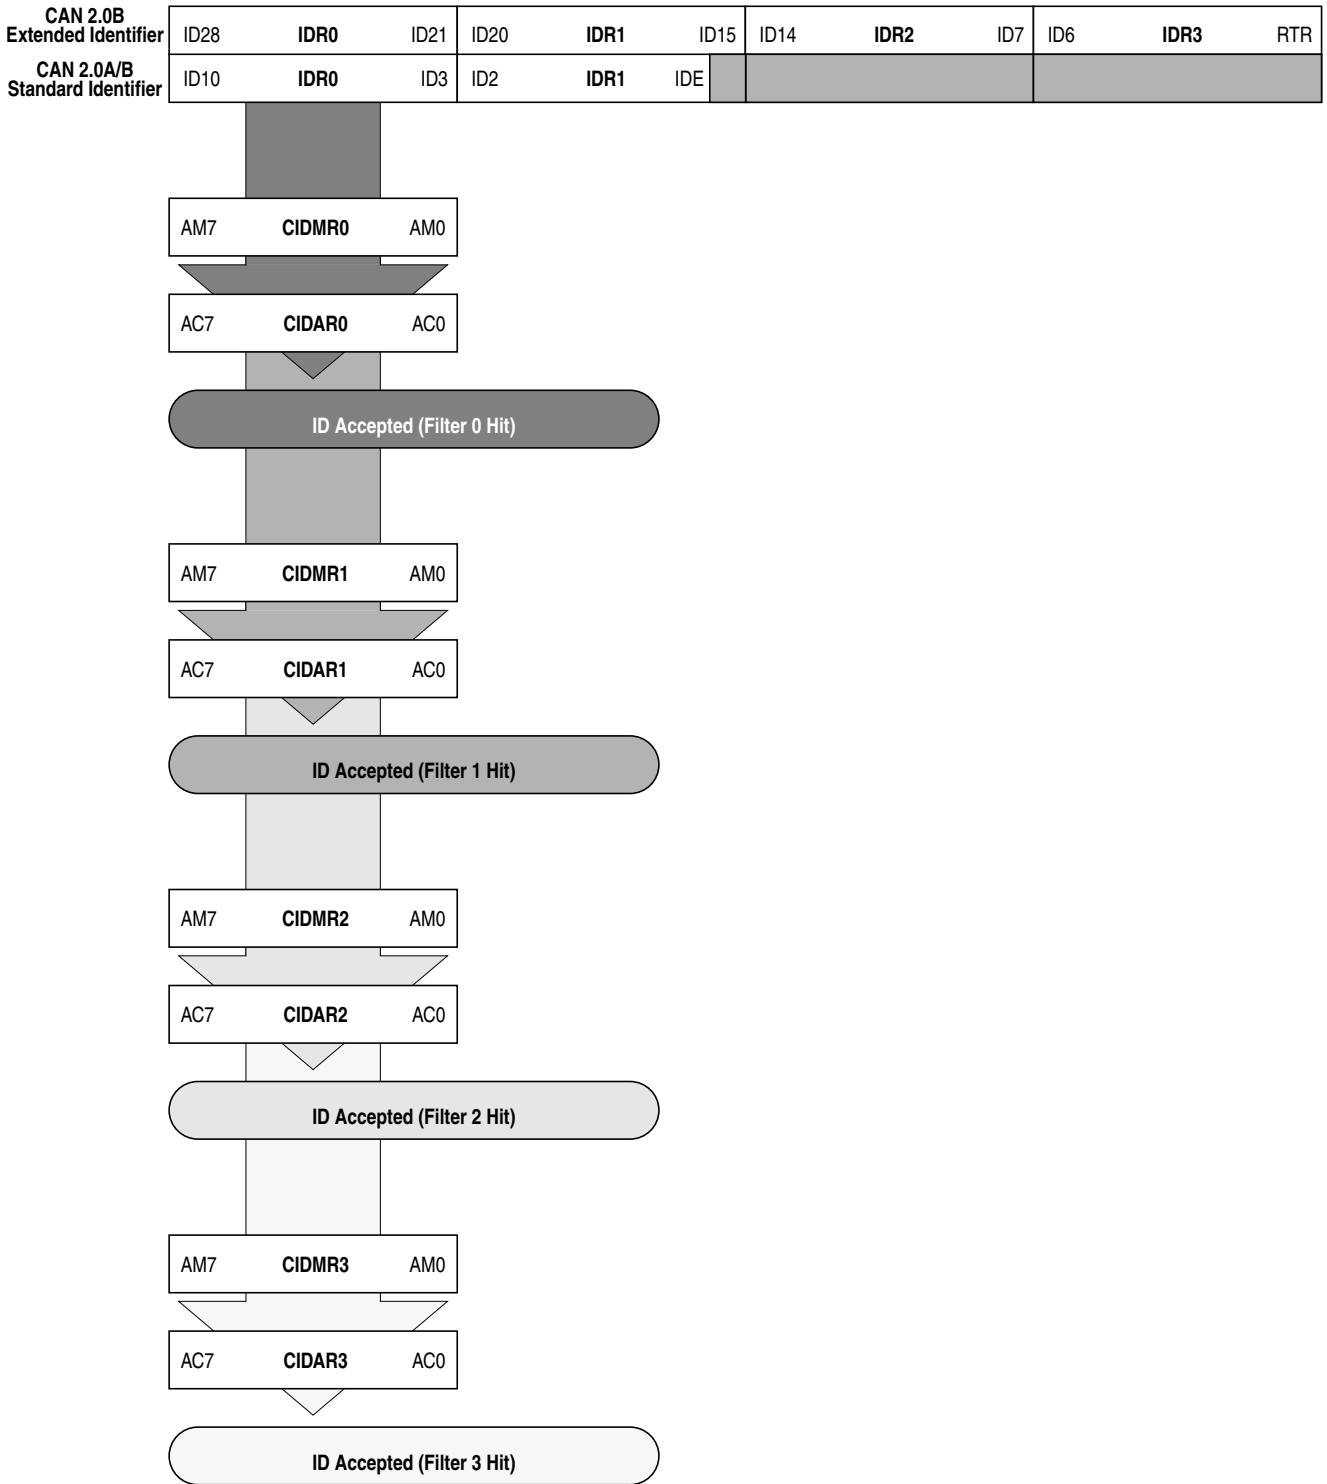 CAN 2.0B
Extended Identifier ID28 IDR0 ID21 ID20 IDR1 ID15 ID14 IDR2 ID7 ID6 IDR3 RTR
CAN 2.0A/B
Standard Identifier ID10 IDR0 ID3 ID2 IDR1 IDE
AM7 CIDMR0 AM0
AC7 CIDAR0 AC0
ID Accepted (Filter 0 Hit)
AM7 CIDMR1 AM0
AC7 CIDAR1 AC0
ID Accepted (Filter 1 Hit)
AM7 CIDMR2 AM0
AC7 CIDAR2 AC0
ID Accepted (Filter 2 Hit)
AM7 CIDMR3 AM0
AC7 CIDAR3 AC0
ID Accepted (Filter 3 Hit)